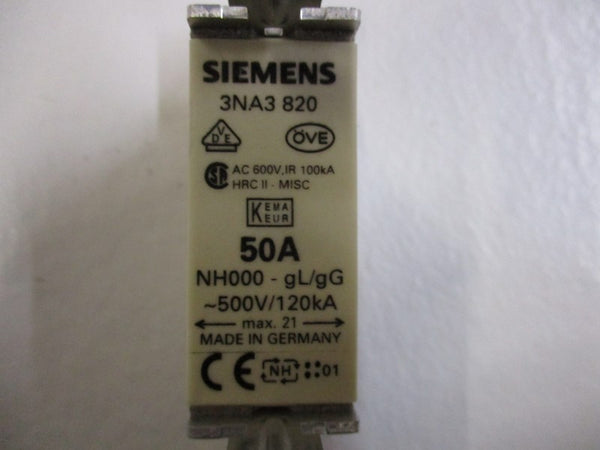 SIEMENS
3NA3 820
VDE ÖVE
AC 600V,IR 100kA
HRC II - MISC
KEMA
KEUR
50A
NH000 - gL/gG
~500V/120kA
max. 21
MADE IN GERMANY
CE NH 01